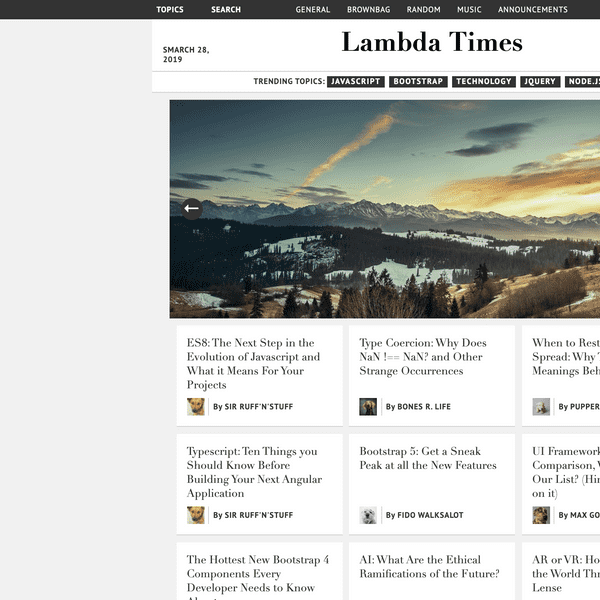 TOPICS SEARCH GENERAL BROWNBAG RANDOM MUSIC ANNOUNCEMENTS
SMARCH 28,
2019
Lambda Times
TRENDING TOPICS: JAVASCRIPT BOOTSTRAP TECHNOLOGY JQUERY NODE.JS
ES8: The Next Step in the
Evolution of Javascript and
What it Means For Your
Projects
By SIR RUFF'N'STUFF
Type Coercion: Why Does
NaN !== NaN? and Other
Strange Occurrences
By BONES R. LIFE
When to Rest
Spread: Why
Meanings Beh
By PUPPER
Typescript: Ten Things you
Should Know Before
Building Your Next Angular
Application
By SIR RUFF'N'STUFF
Bootstrap 5: Get a Sneak
Peak at all the New Features
By FIDO WALKSALOT
UI Framework
Comparison,
Our List? (Hin
on it)
By MAX GO
The Hottest New Bootstrap 4
Components Every
Developer Needs to Know
AI: What Are the Ethical
Ramifications of the Future?
AR or VR: Ho
the World Thr
Lense